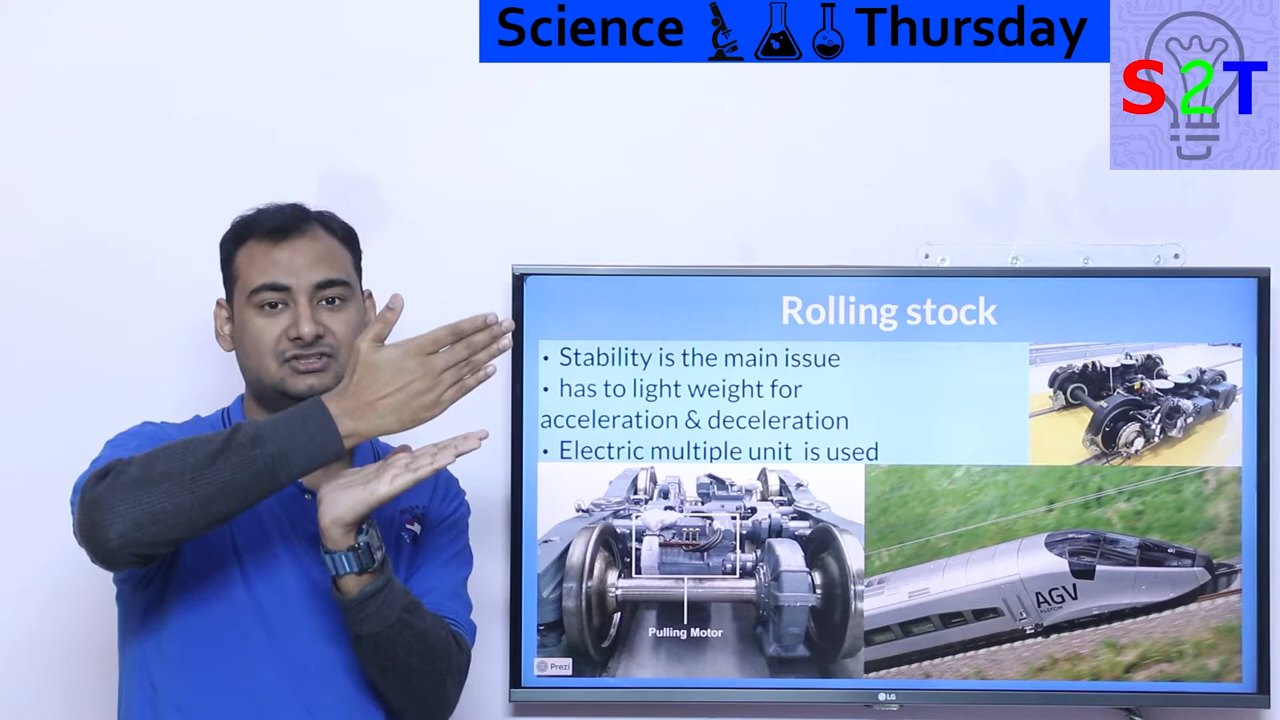 Science Thursday
S2T
Rolling stock
• Stability is the main issue
• has to light weight for
acceleration & deceleration
• Electric multiple unit is used
Pulling Motor
AGV
ALSTOM
Prezi
LG